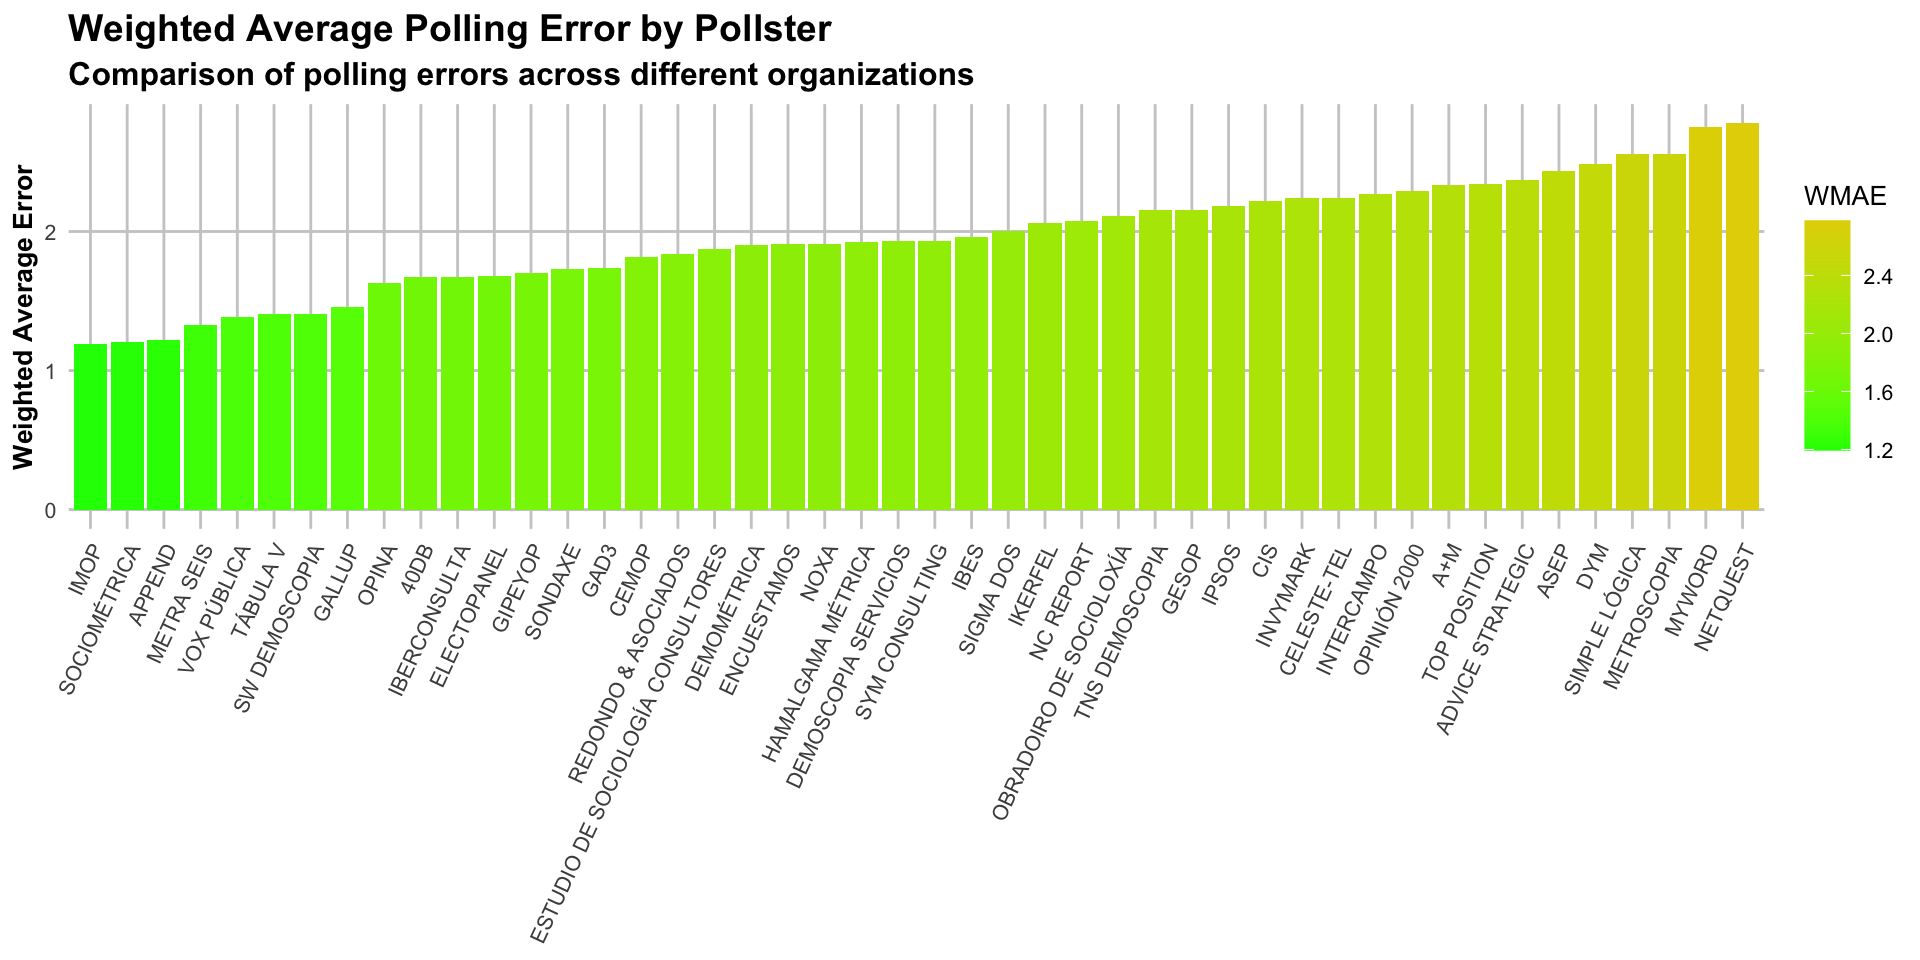 Weighted Average Polling Error by Pollster
Comparison of polling errors across different organizations
Weighted Average Error
2
1
0
IMOP
SOCIOMÉTRICA
APPEND
METRA SEIS
VOX PÚBLICA
TÁBULA V
SW DEMOSCOPIA
GALLUP
OPINA
40DB
IBERCONSULTA
ELECTOPANEL
GIPEYOP
SONDAXE
GAD3
CEMOP
REDONDO & ASOCIADOS
ESTUDIO DE SOCIOLOGÍA CONSULTORES
DEMOMÉTRICA
ENCUESTAMOS
NOXA
HAMALGAMA MÉTRICA
DEMOSCOPIA SERVICIOS
SYM CONSULTING
IBES
SIGMA DOS
IKERFEL
NC REPORT
OBRADOIRO DE SOCIOLOXÍA
TNS DEMOSCOPIA
GESOP
IPSOS
CIS
INVYMARK
CELESTE-TEL
INTERCAMPO
OPINIÓN 2000
A+M
TOP POSITION
ADVICE STRATEGIC
ASEP
DYM
SIMPLE LÓGICA
METROSCOPIA
MYWORD
NETQUEST
WMAE
2.4
2.0
1.6
1.2